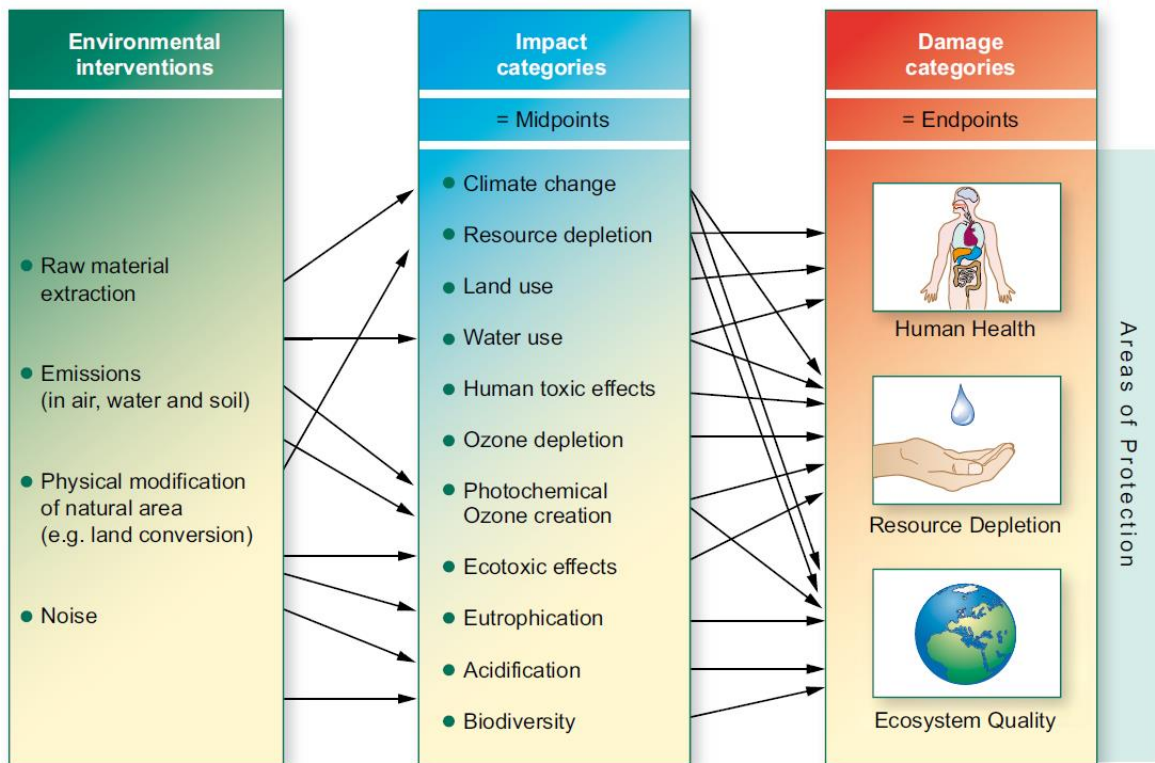 Environmental
interventions
Raw material
extraction
Emissions
(in air, water and soil)
Physical modification
of natural area
(e.g. land conversion)
Noise
Impact
categories
= Midpoints
Climate change
Resource depletion
Land use
Water use
Human toxic effects
Ozone depletion
Photochemical
Ozone creation
Ecotoxic effects
Eutrophication
Acidification
Biodiversity
Damage
categories
= Endpoints
Human Health
Resource Depletion
Ecosystem Quality
Areas of Protection